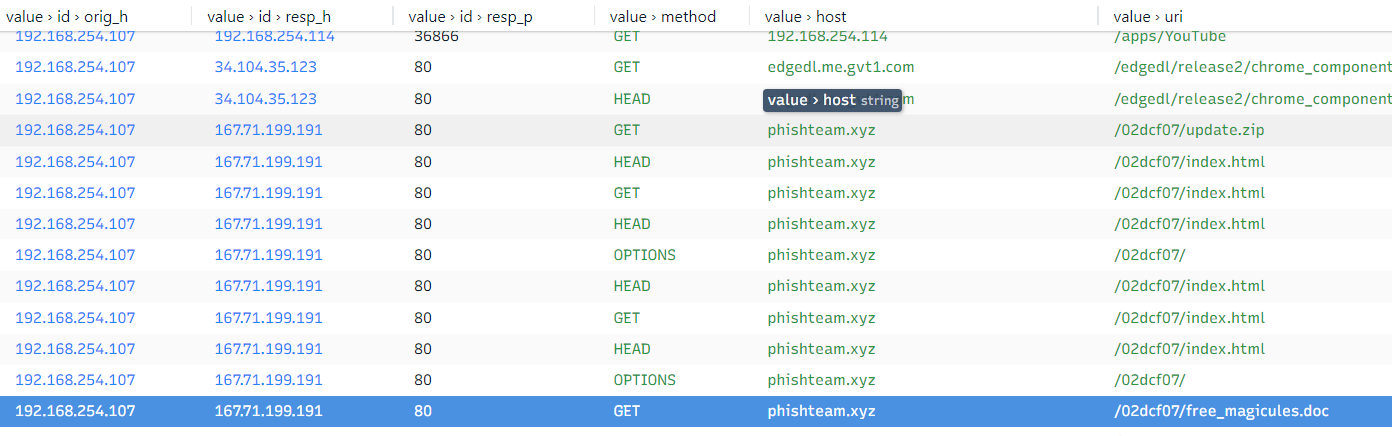 value › id › orig_h value › id › resp_h value › id › resp_p value › method value › host value › uri
192.168.254.107 192.168.254.114 36866 GET 192.168.254.114 /apps/YouTube
192.168.254.107 34.104.35.123 80 GET edgedl.me.gvt1.com /edgedl/release2/chrome_component
192.168.254.107 34.104.35.123 80 HEAD value › host string m /edgedl/release2/chrome_component
192.168.254.107 167.71.199.191 80 GET phishteam.xyz /02dcf07/update.zip
192.168.254.107 167.71.199.191 80 HEAD phishteam.xyz /02dcf07/index.html
192.168.254.107 167.71.199.191 80 GET phishteam.xyz /02dcf07/index.html
192.168.254.107 167.71.199.191 80 HEAD phishteam.xyz /02dcf07/index.html
192.168.254.107 167.71.199.191 80 OPTIONS phishteam.xyz /02dcf07/
192.168.254.107 167.71.199.191 80 HEAD phishteam.xyz /02dcf07/index.html
192.168.254.107 167.71.199.191 80 GET phishteam.xyz /02dcf07/index.html
192.168.254.107 167.71.199.191 80 HEAD phishteam.xyz /02dcf07/index.html
192.168.254.107 167.71.199.191 80 OPTIONS phishteam.xyz /02dcf07/
192.168.254.107 167.71.199.191 80 GET phishteam.xyz /02dcf07/free_magicules.doc